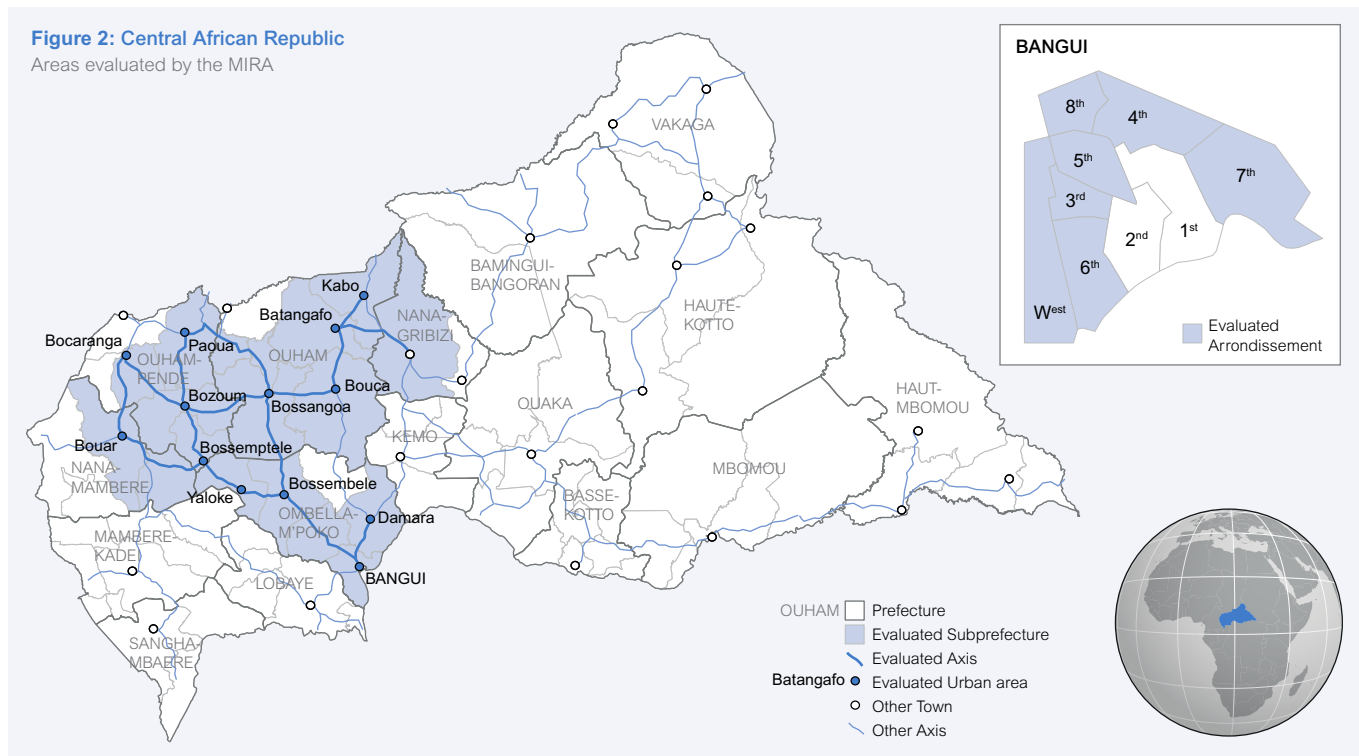 Figure 2: Central African Republic
Areas evaluated by the MIRA
BANGUI
8th
4th
5th
7th
3rd
2nd
1st
6th
West
Evaluated
Arrondissement
VAKAGA
BAMINGUI-
BANGORAN
HAUTE-
KOTTO
Kabo
NANA-
GRIBIZI
Batangafo
Bocaranga
Paoua
OUHAM
OUHAM-
PENDE
Bouça
Bozoum
Bossangoa
OUAKA
HAUT-
MBOMOU
Bouar
Bossemptele
KEMO
NANA-
MAMBERE
MBOMOU
Bossembele
Yaloke
BASSE-
KOTTO
OMBELLA-
M'POKO
Damara
MAMBERE-
KADE
BANGUI
LOBAYE
SANGHA-
MBAERE
OUHAM Prefecture
Evaluated Subprefecture
Evaluated Axis
Batangafo Evaluated Urban area
Other Town
Other Axis